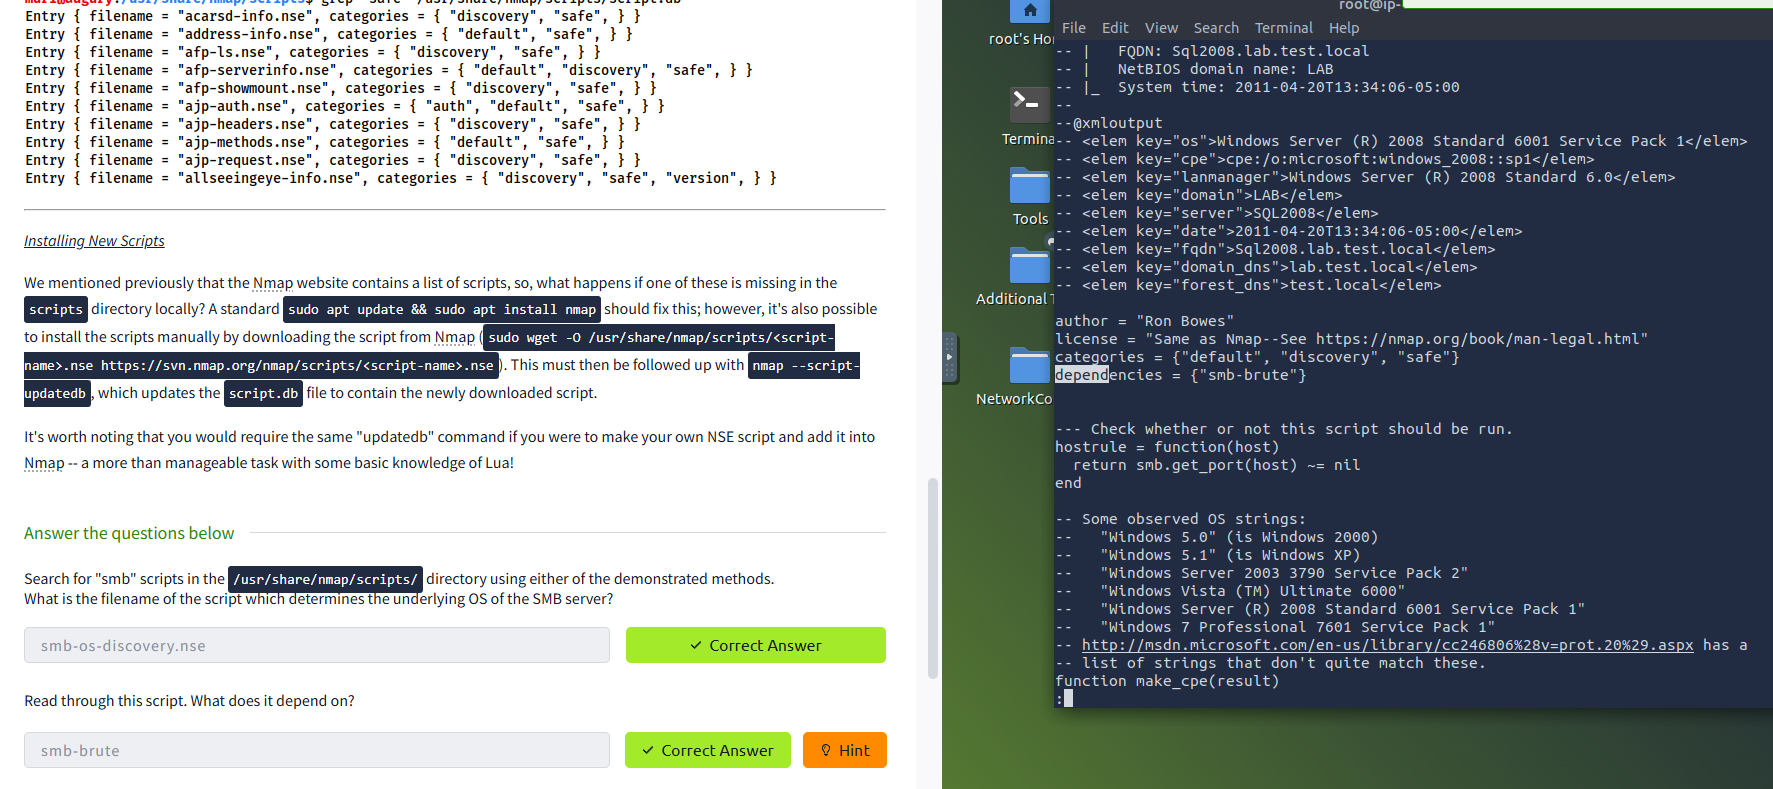 Entry { filename = "acarsd-info.nse", categories = { "discovery", "safe", } }
Entry { filename = "address-info.nse", categories = { "default", "safe", } }
Entry { filename = "afp-ls.nse", categories = { "discovery", "safe", } }
Entry { filename = "afp-serverinfo.nse", categories = { "default", "discovery", "safe", } }
Entry { filename = "afp-showmount.nse", categories = { "discovery", "safe", } }
Entry { filename = "ajp-auth.nse", categories = { "auth", "default", "safe", } }
Entry { filename = "ajp-headers.nse", categories = { "discovery", "safe", } }
Entry { filename = "ajp-methods.nse", categories = { "default", "safe", } }
Entry { filename = "ajp-request.nse", categories = { "discovery", "safe", } }
Entry { filename = "allseeingeye-info.nse", categories = { "discovery", "safe", "version", } }
Installing New Scripts
We mentioned previously that the Nmap website contains a list of scripts, so, what happens if one of these is missing in the
scripts directory locally? A standard sudo apt update && sudo apt install nmap should fix this; however, it's also possible
to install the scripts manually by downloading the script from Nmap ( sudo wget -O /usr/share/nmap/scripts/<script-
name>.nse https://svn.nmap.org/nmap/scripts/<script-name>.nse ). This must then be followed up with nmap --script-
updatedb , which updates the script.db file to contain the newly downloaded script.
It's worth noting that you would require the same "updatedb" command if you were to make your own NSE script and add it into
Nmap -- a more than manageable task with some basic knowledge of Lua!
Answer the questions below
Search for "smb" scripts in the /usr/share/nmap/scripts/ directory using either of the demonstrated methods.
What is the filename of the script which determines the underlying OS of the SMB server?
smb-os-discovery.nse
✓ Correct Answer
Read through this script. What does it depend on?
smb-brute
✓ Correct Answer
Hint
root's Ho
Termina
Tools
Additional T
NetworkCo
root@ip-
File Edit View Search Terminal Help
-- |   FQDN: Sql2008.lab.test.local
-- |   NetBIOS domain name: LAB
-- |_  System time: 2011-04-20T13:34:06-05:00
--
--@xmloutput
-- <elem key="os">Windows Server (R) 2008 Standard 6001 Service Pack 1</elem>
-- <elem key="cpe">cpe:/o:microsoft:windows_2008::sp1</elem>
-- <elem key="lanmanager">Windows Server (R) 2008 Standard 6.0</elem>
-- <elem key="domain">LAB</elem>
-- <elem key="server">SQL2008</elem>
-- <elem key="date">2011-04-20T13:34:06-05:00</elem>
-- <elem key="fqdn">Sql2008.lab.test.local</elem>
-- <elem key="domain_dns">lab.test.local</elem>
-- <elem key="forest_dns">test.local</elem>
author = "Ron Bowes"
license = "Same as Nmap--See https://nmap.org/book/man-legal.html"
categories = {"default", "discovery", "safe"}
dependencies = {"smb-brute"}
--- Check whether or not this script should be run.
hostrule = function(host)
  return smb.get_port(host) ~= nil
end
-- Some observed OS strings:
--   "Windows 5.0" (is Windows 2000)
--   "Windows 5.1" (is Windows XP)
--   "Windows Server 2003 3790 Service Pack 2"
--   "Windows Vista (TM) Ultimate 6000"
--   "Windows Server (R) 2008 Standard 6001 Service Pack 1"
--   "Windows 7 Professional 7601 Service Pack 1"
-- http://msdn.microsoft.com/en-us/library/cc246806%28v=prot.20%29.aspx has a
-- list of strings that don't quite match these.
function make_cpe(result)
: